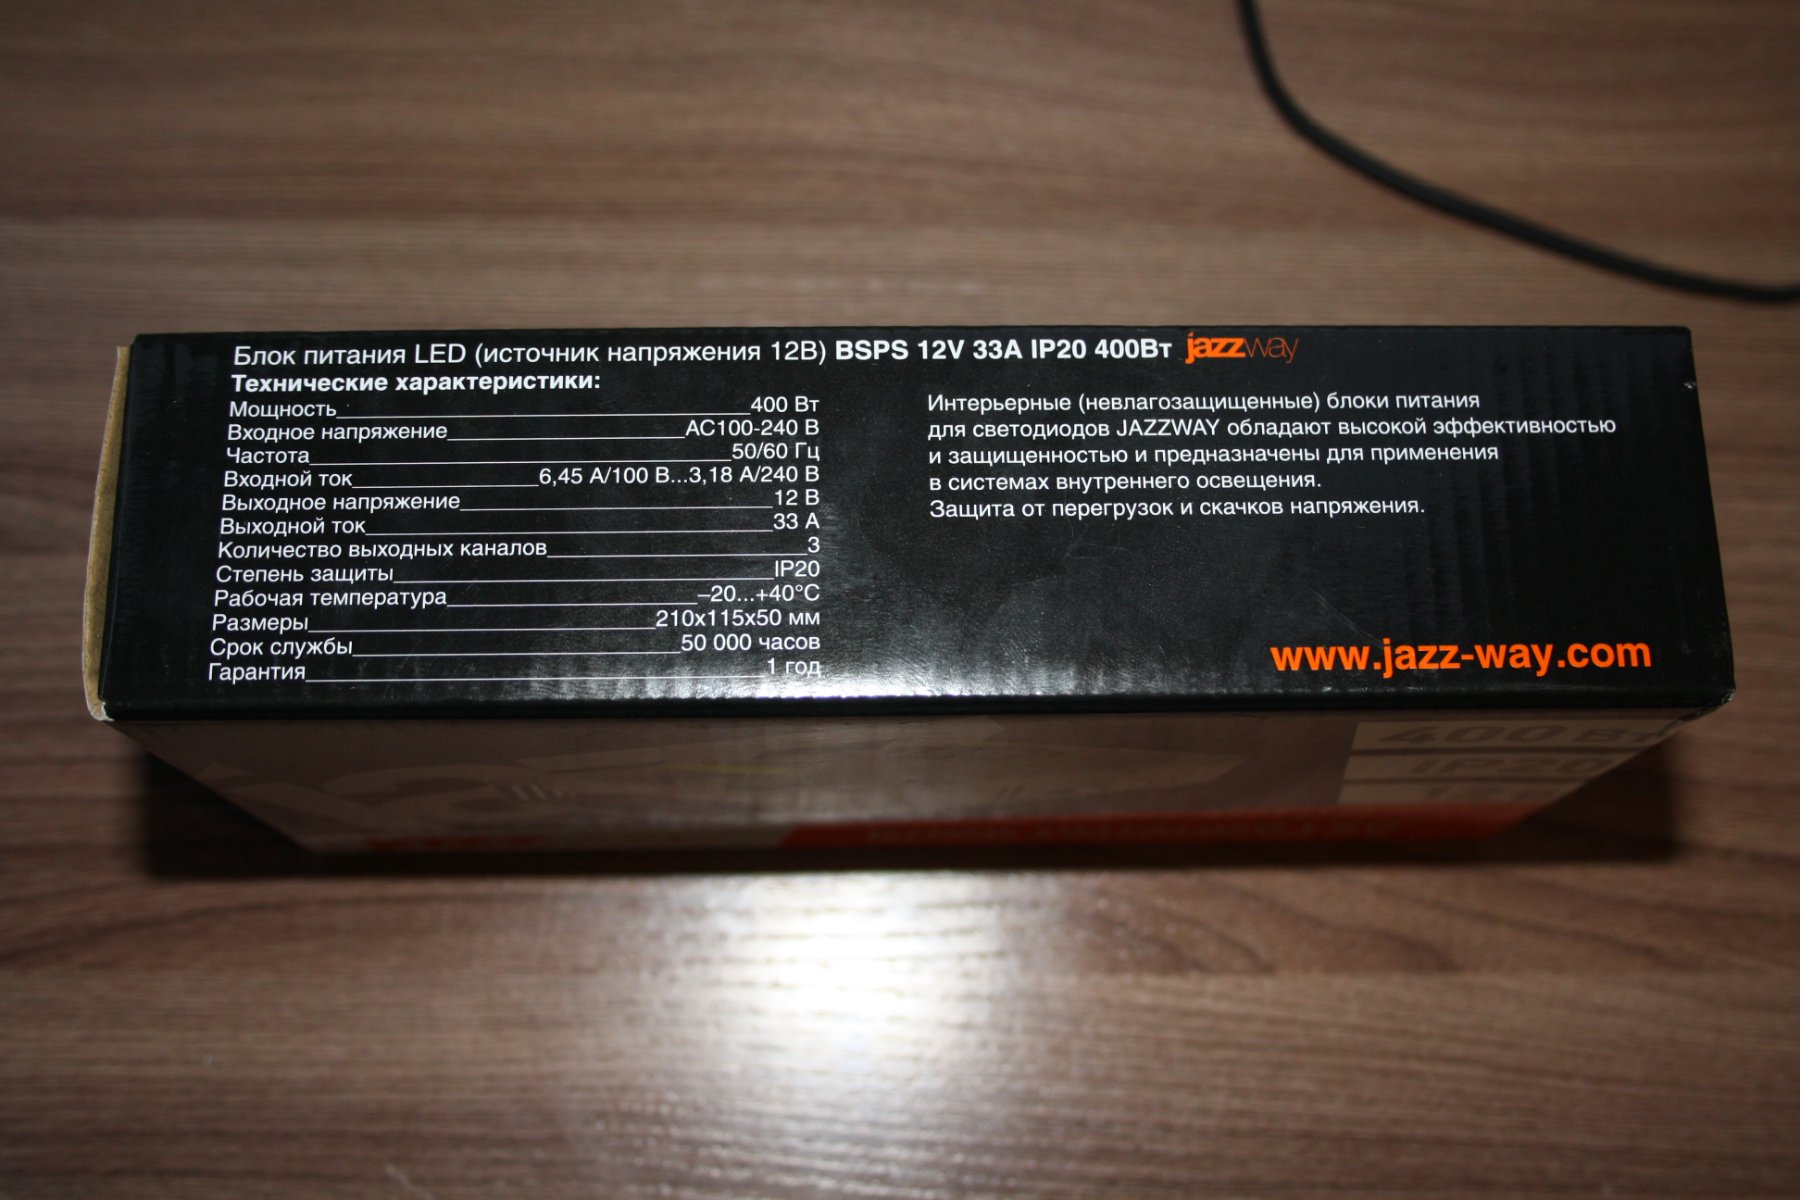 Блок питания LED (источник напряжения 12В) BSPS 12V 33A IP20 400Вт jazzway
Технические характеристики:
Мощность 400 Вт
Входное напряжение AC100-240 В
Частота 50/60 Гц
Входной ток 6,45 А/100 В...3,18 А/240 В
Выходное напряжение 12 В
Выходной ток 33 А
Количество выходных каналов 3
Степень защиты IP20
Рабочая температура –20...+40°C
Размеры 210x115x50 мм
Срок службы 50 000 часов
Гарантия 1 год
Интерьерные (невлагозащищенные) блоки питания
для светодиодов JAZZWAY обладают высокой эффективностью
и защищенностью и предназначены для применения
в системах внутреннего освещения.
Защита от перегрузок и скачков напряжения.
www.jazz-way.com
400 Вт
IP20